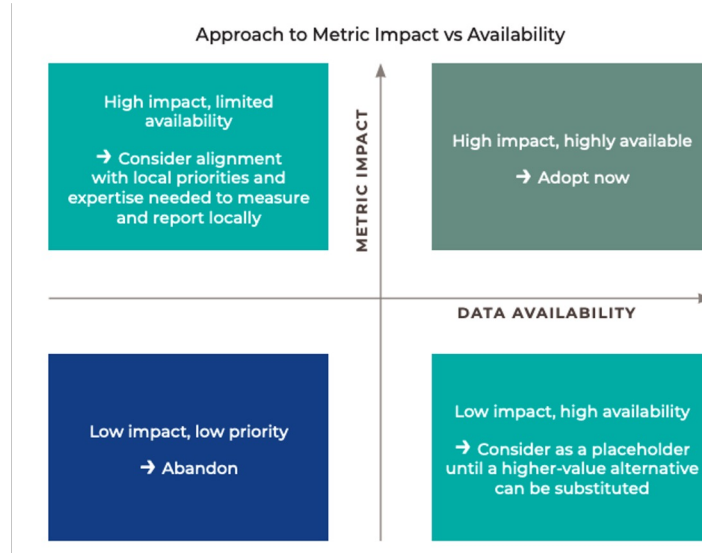 Approach to Metric Impact vs Availability
High impact, limited
availability
→ Consider alignment
with local priorities and
expertise needed to measure
and report locally
METRIC IMPACT
High impact, highly available
→ Adopt now
DATA AVAILABILITY
Low impact, low priority
→ Abandon
Low impact, high availability
→ Consider as a placeholder
until a higher-value alternative
can be substituted